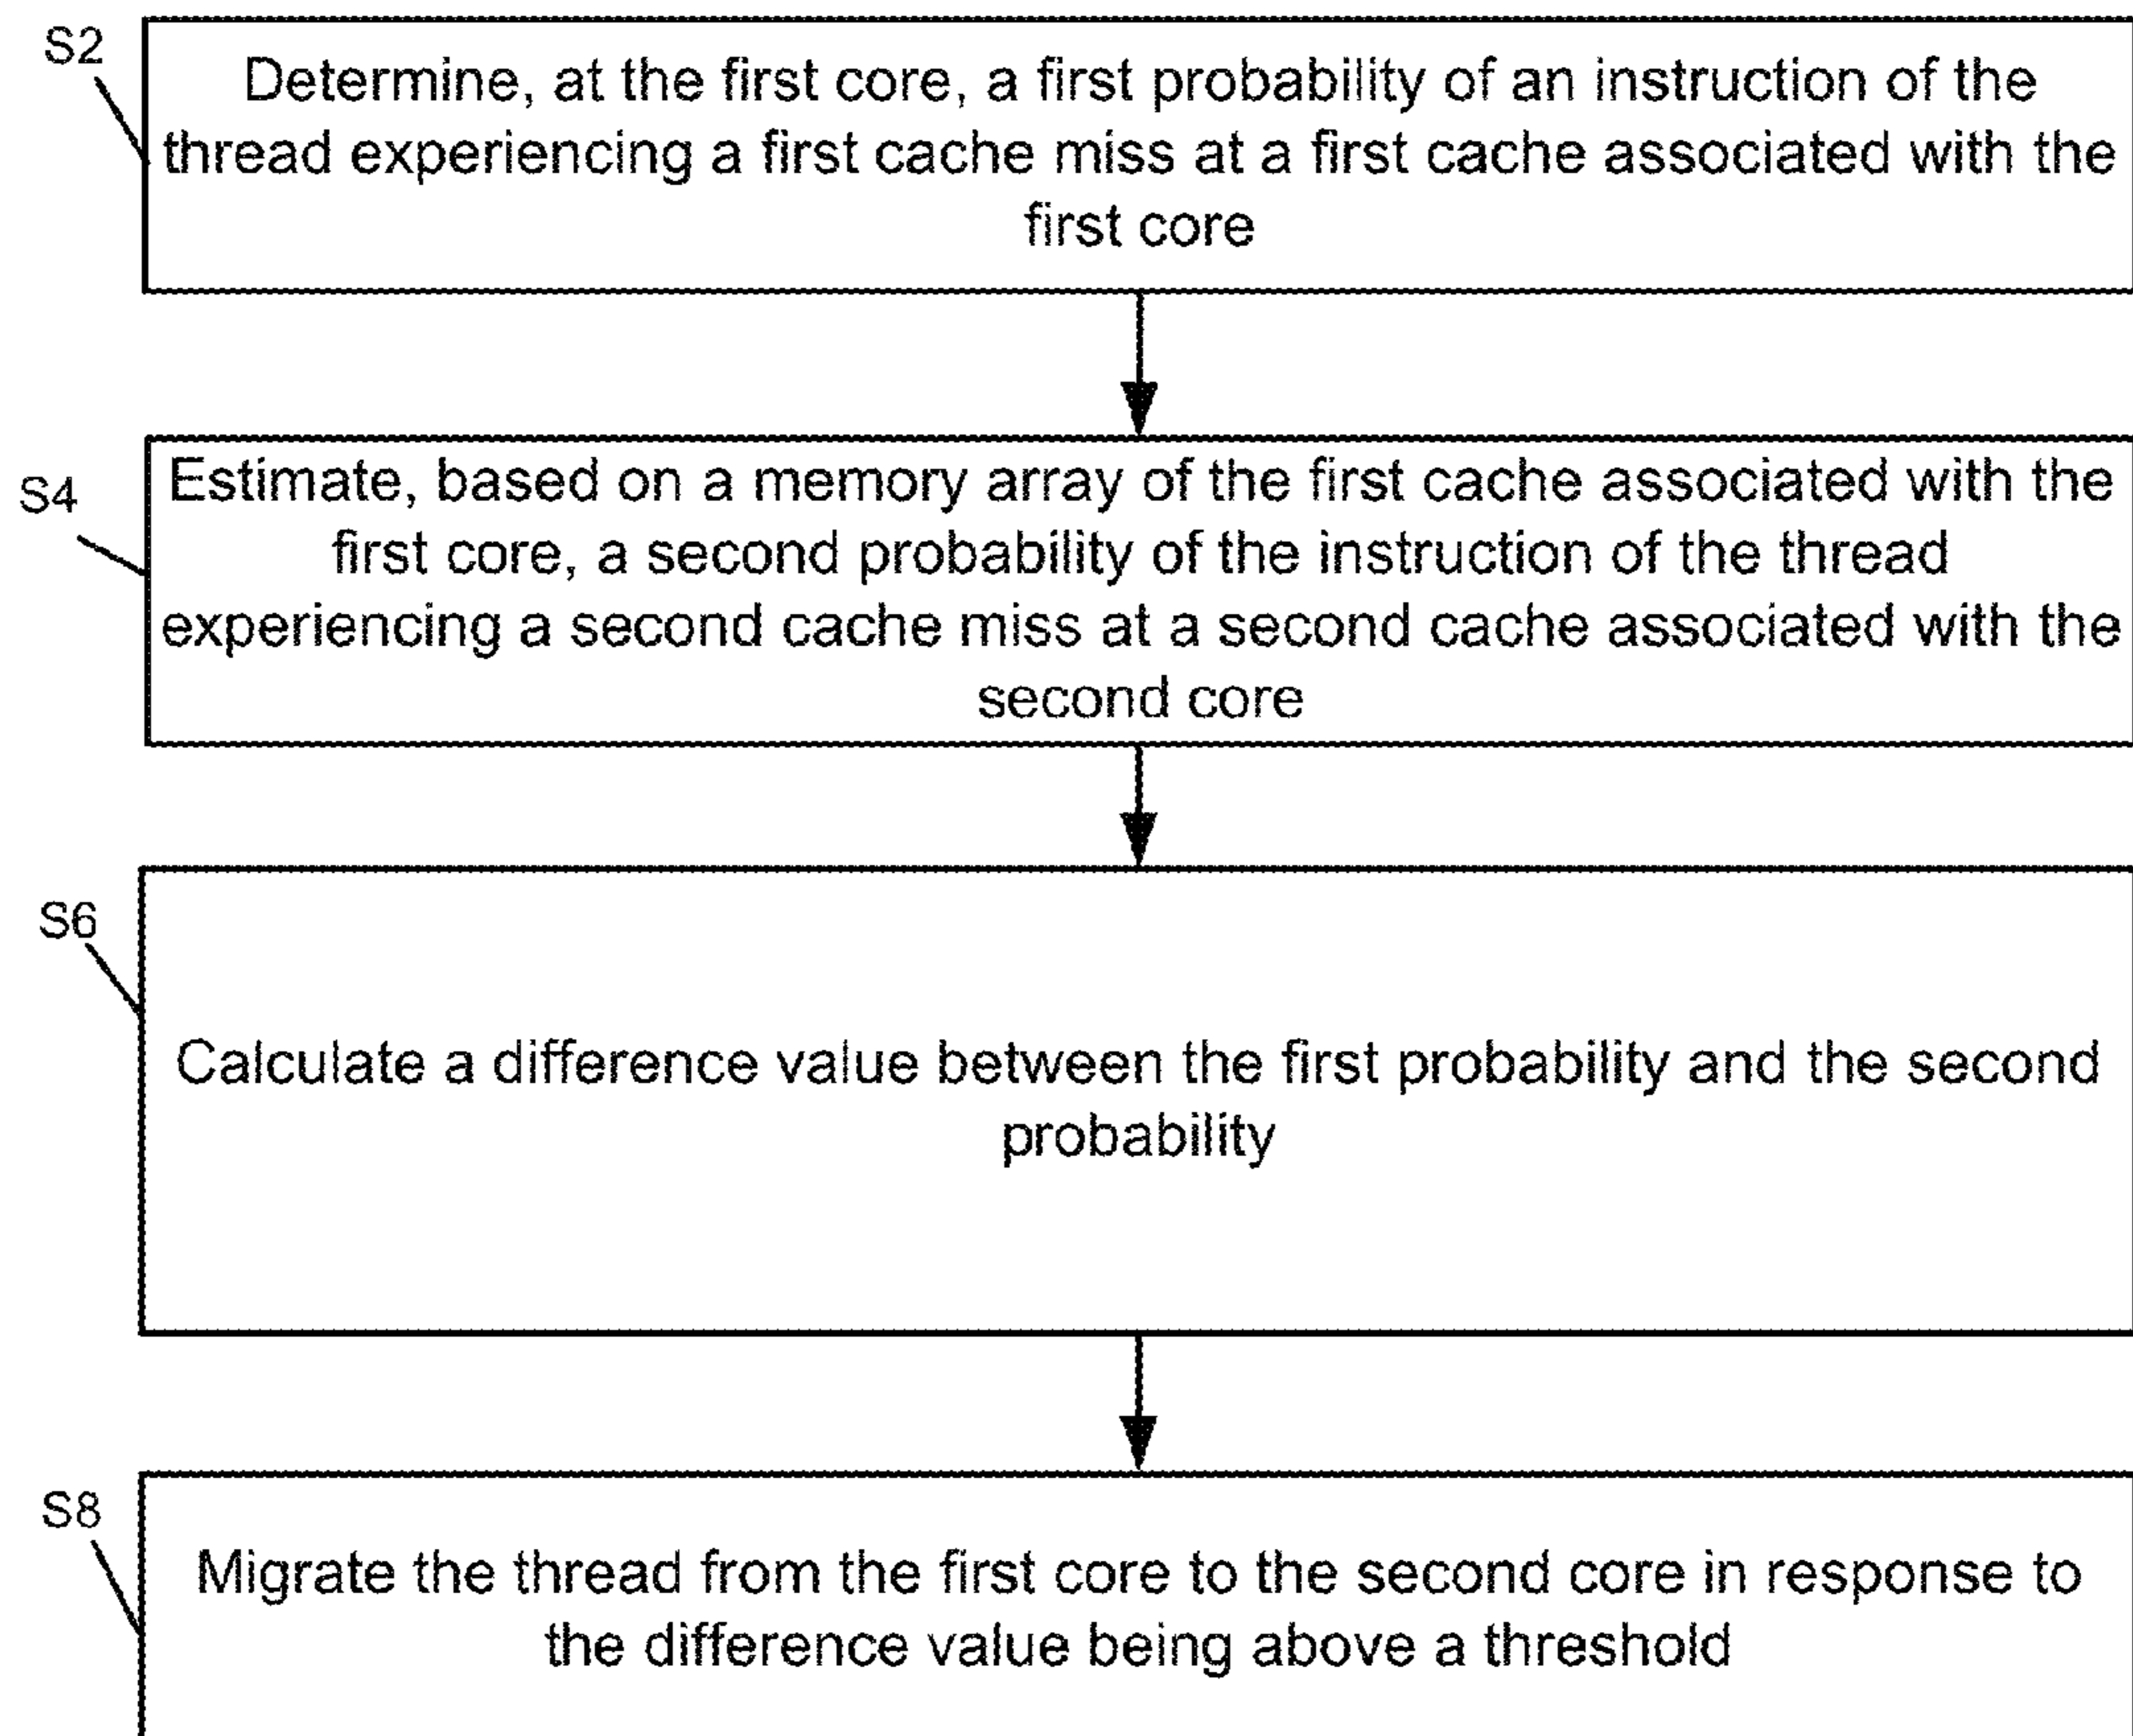 S2
Determine, at the first core, a first probability of an instruction of the
thread experiencing a first cache miss at a first cache associated with the
first core
S4
Estimate, based on a memory array of the first cache associated with the
first core, a second probability of the instruction of the thread
experiencing a second cache miss at a second cache associated with the
second core
S6
Calculate a difference value between the first probability and the second
probability
S8
Migrate the thread from the first core to the second core in response to
the difference value being above a threshold